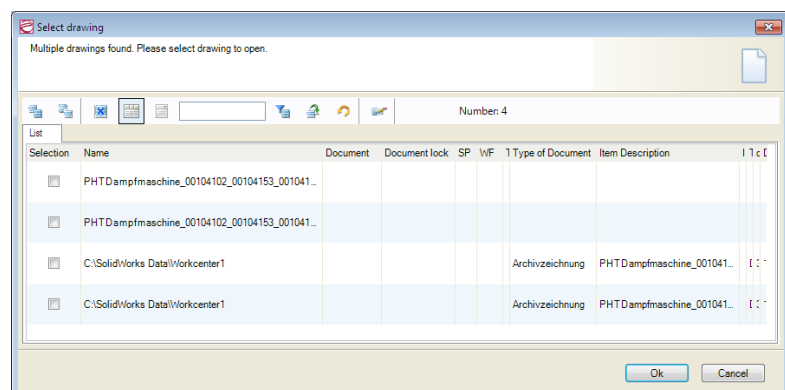 Select drawing
Multiple drawings found. Please select drawing to open.
Number: 4
List
Selection Name Document Document lock SP WF Type of Document Item Description
PHTDampfmaschine_00104102_00104153_001041...
PHTDampfmaschine_00104102_00104153_001041...
C:\SolidWorks Data\\Workcenter1 Archivzeichnung PHTDampfmaschine_001041...
C:\SolidWorks Data\\Workcenter1 Archivzeichnung PHTDampfmaschine_001041...
Ok Cancel